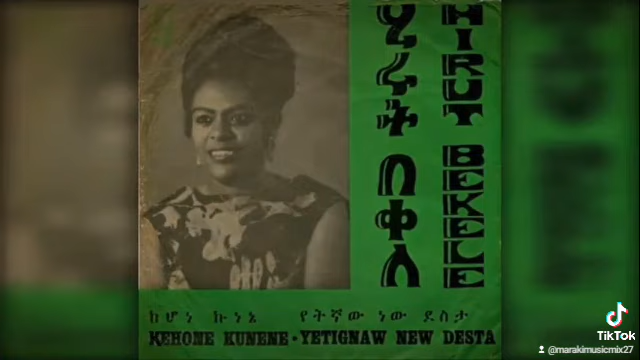 ሂሩት በቀለ
HIRUT BEKELE
ከሆነ ኩነኔ የትኛው ነው ደስታ
KEHONE KUNENE · YETIGNAW NEW DESTA
TikTok
@marakimusicmix27